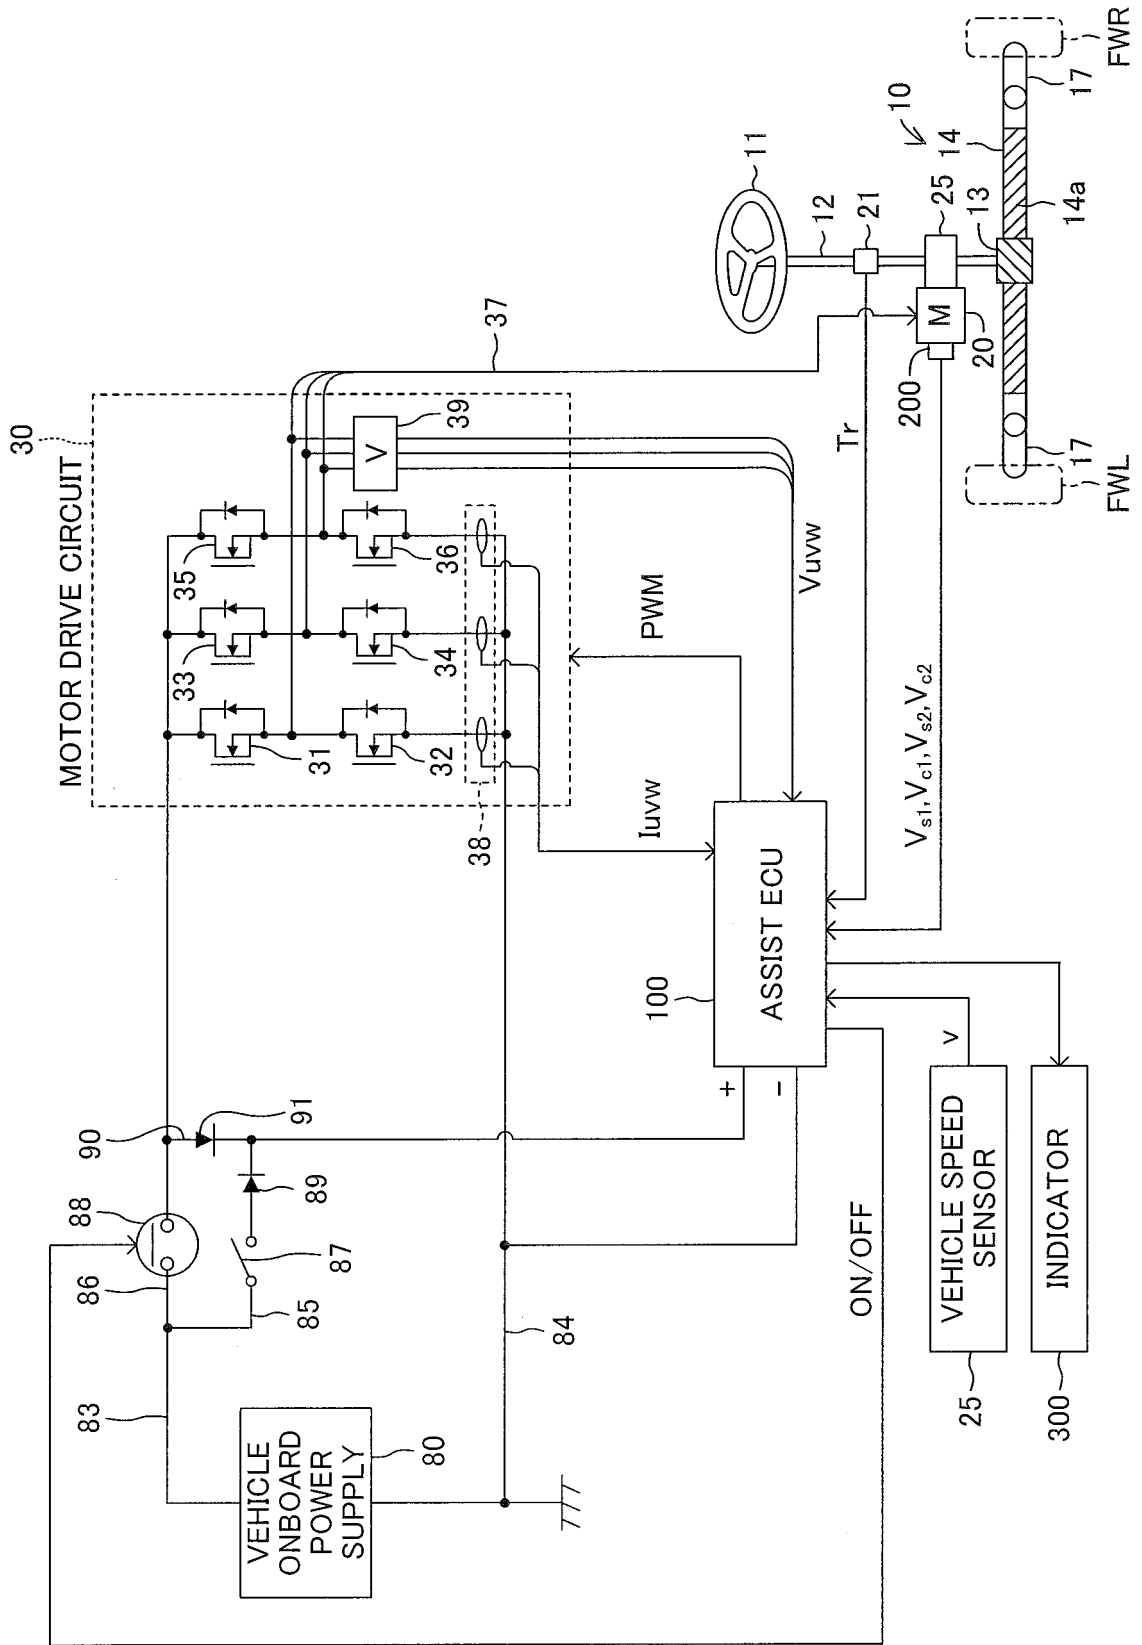 MOTOR DRIVE CIRCUIT
30
35
33
31
36
34
32
38
V
39
37
Iuvw
PWM
Vuvw
Tr
Vs1,Vc1,Vs2,Vc2
11
12
21
25
10
M
20
200
13
14
14a
17
17
FWR
FWL
83
86
88
90
91
89
87
85
84
VEHICLE
ONBOARD
POWER
SUPPLY
80
ON/OFF
+
-
100
ASSIST ECU
v
VEHICLE SPEED
SENSOR
25
INDICATOR
300